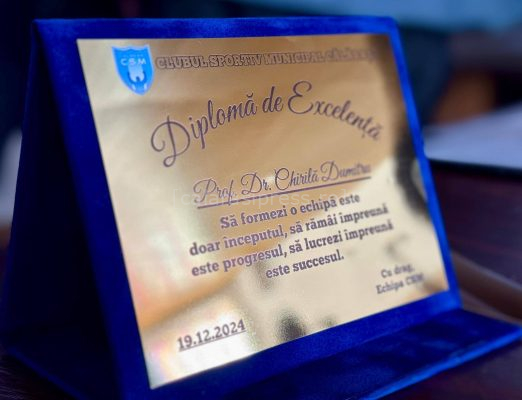 CSM
CLUBUL SPORTIV MUNICIPAL
Diplomă de Excelență
Prof. Dr. Chirilă Dumitru
Să formezi o echipă este
doar începutul, să rămâi împreună
este progresul, să lucrezi împreună
este succesul.
Cu drag,
Echipa CSM
19.12.2024